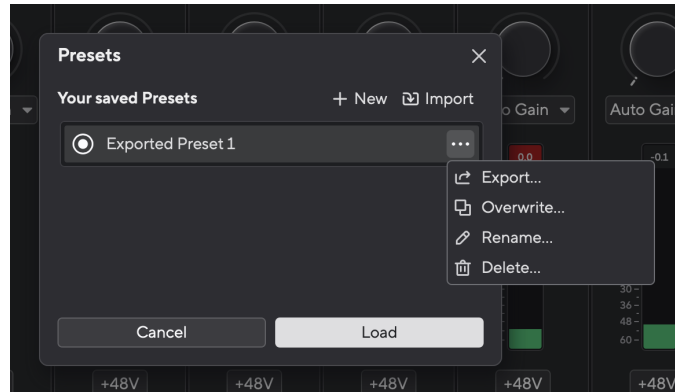 Presets
Your saved Presets
New
Import
Exported Preset 1
Export...
Overwrite...
Rename...
Delete...
Cancel
Load
Gain
Auto Gai
0.0
-0.1
30
36
48
60
+48V
+48V
+48V
+48V
+48V